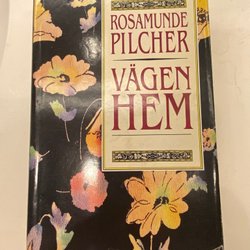 ROSAMUNDE
PILCHER
VÄGEN
HEM